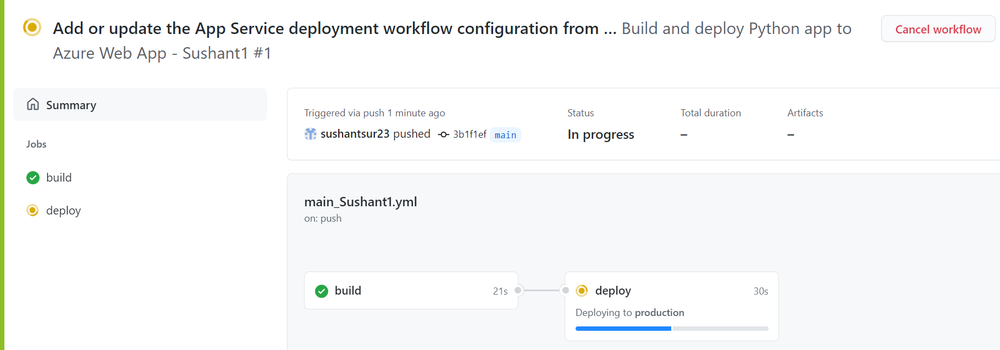 Add or update the App Service deployment workflow configuration from ... Build and deploy Python app to
Azure Web App - Sushant1 #1
Cancel workflow
Summary
Jobs
build
deploy
Triggered via push 1 minute ago
sushantsur23 pushed 3b1f1ef main
Status
In progress
Total duration
–
Artifacts
–
main_Sushant1.yml
on: push
build 21s
deploy 30s
Deploying to production